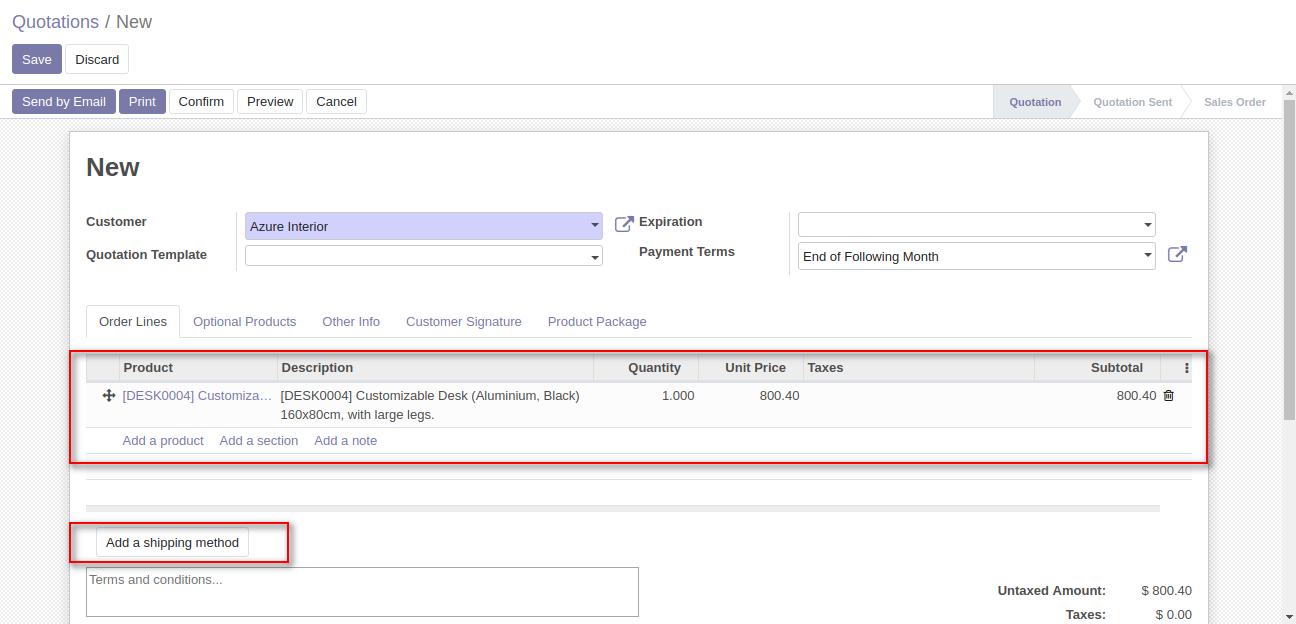 Quotations / New
Save Discard
Send by Email Print Confirm Preview Cancel Quotation Quotation Sent Sales Order
New
Customer Azure Interior Expiration
Quotation Template Payment Terms End of Following Month
Order Lines Optional Products Other Info Customer Signature Product Package
Product Description Quantity Unit Price Taxes Subtotal
[DESK0004] Customiza... [DESK0004] Customizable Desk (Aluminium, Black) 1.000 800.40 800.40
160x80cm, with large legs.
Add a product Add a section Add a note
Add a shipping method
Terms and conditions...
Untaxed Amount: $ 800.40
Taxes: $ 0.00